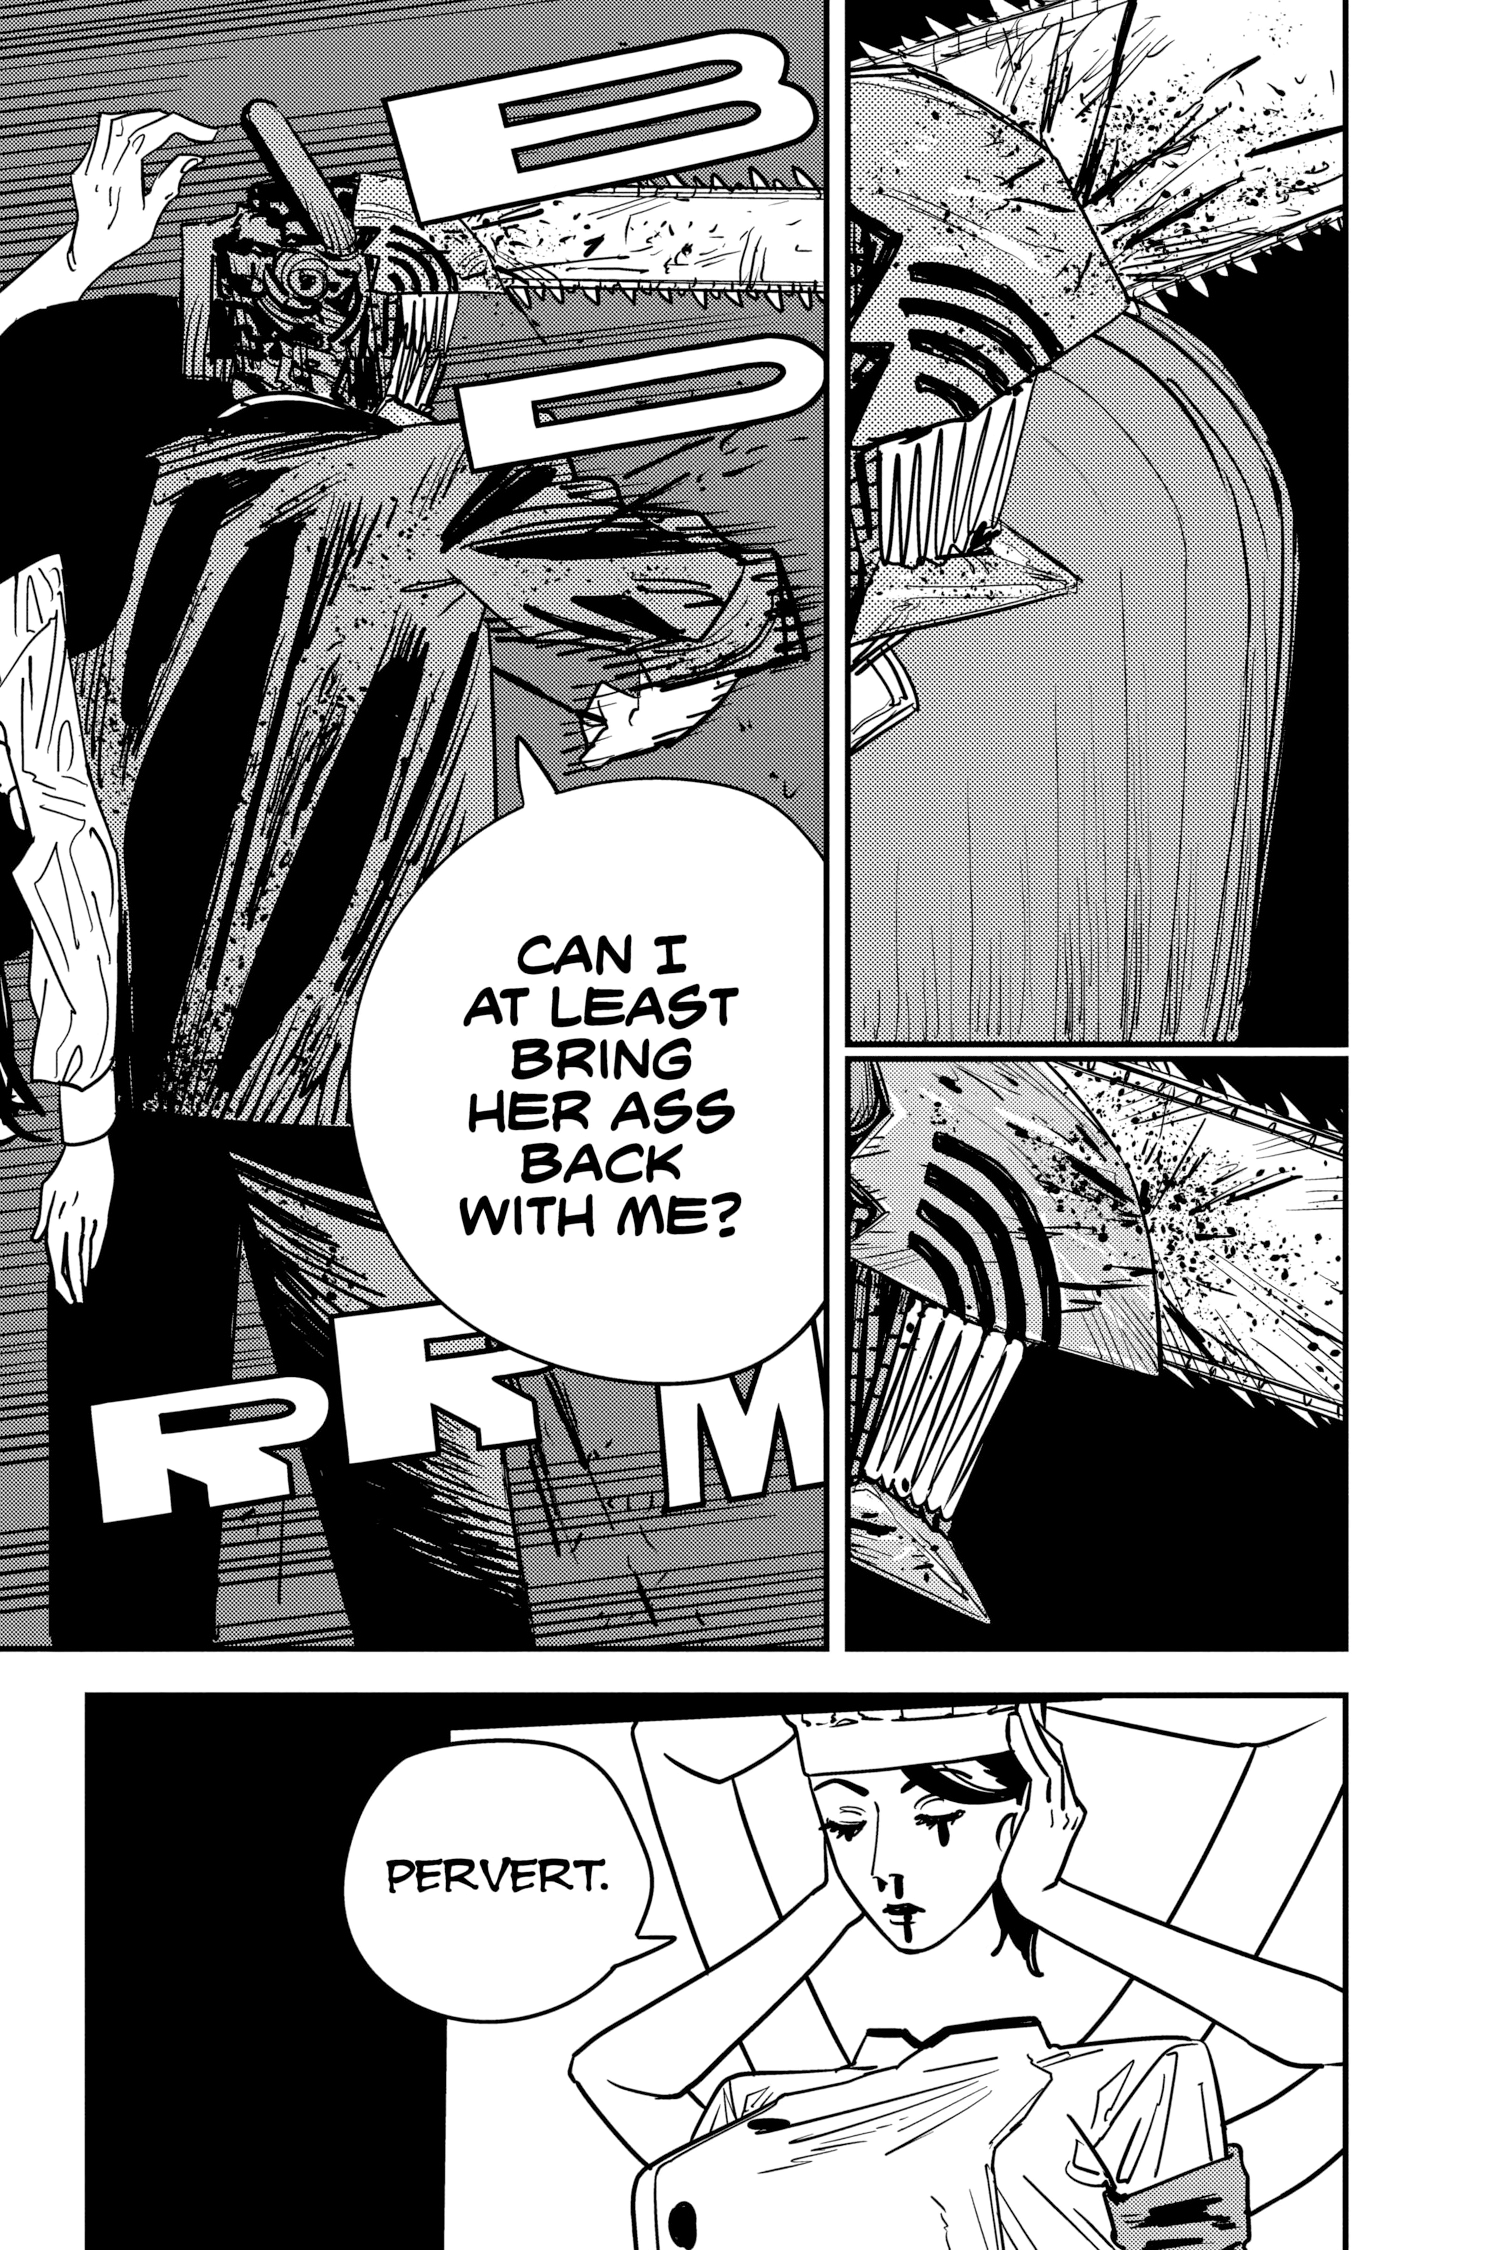 B
D
CAN I
AT LEAST
BRING
HER ASS
BACK
WITH ME?
R R M
PERVERT.